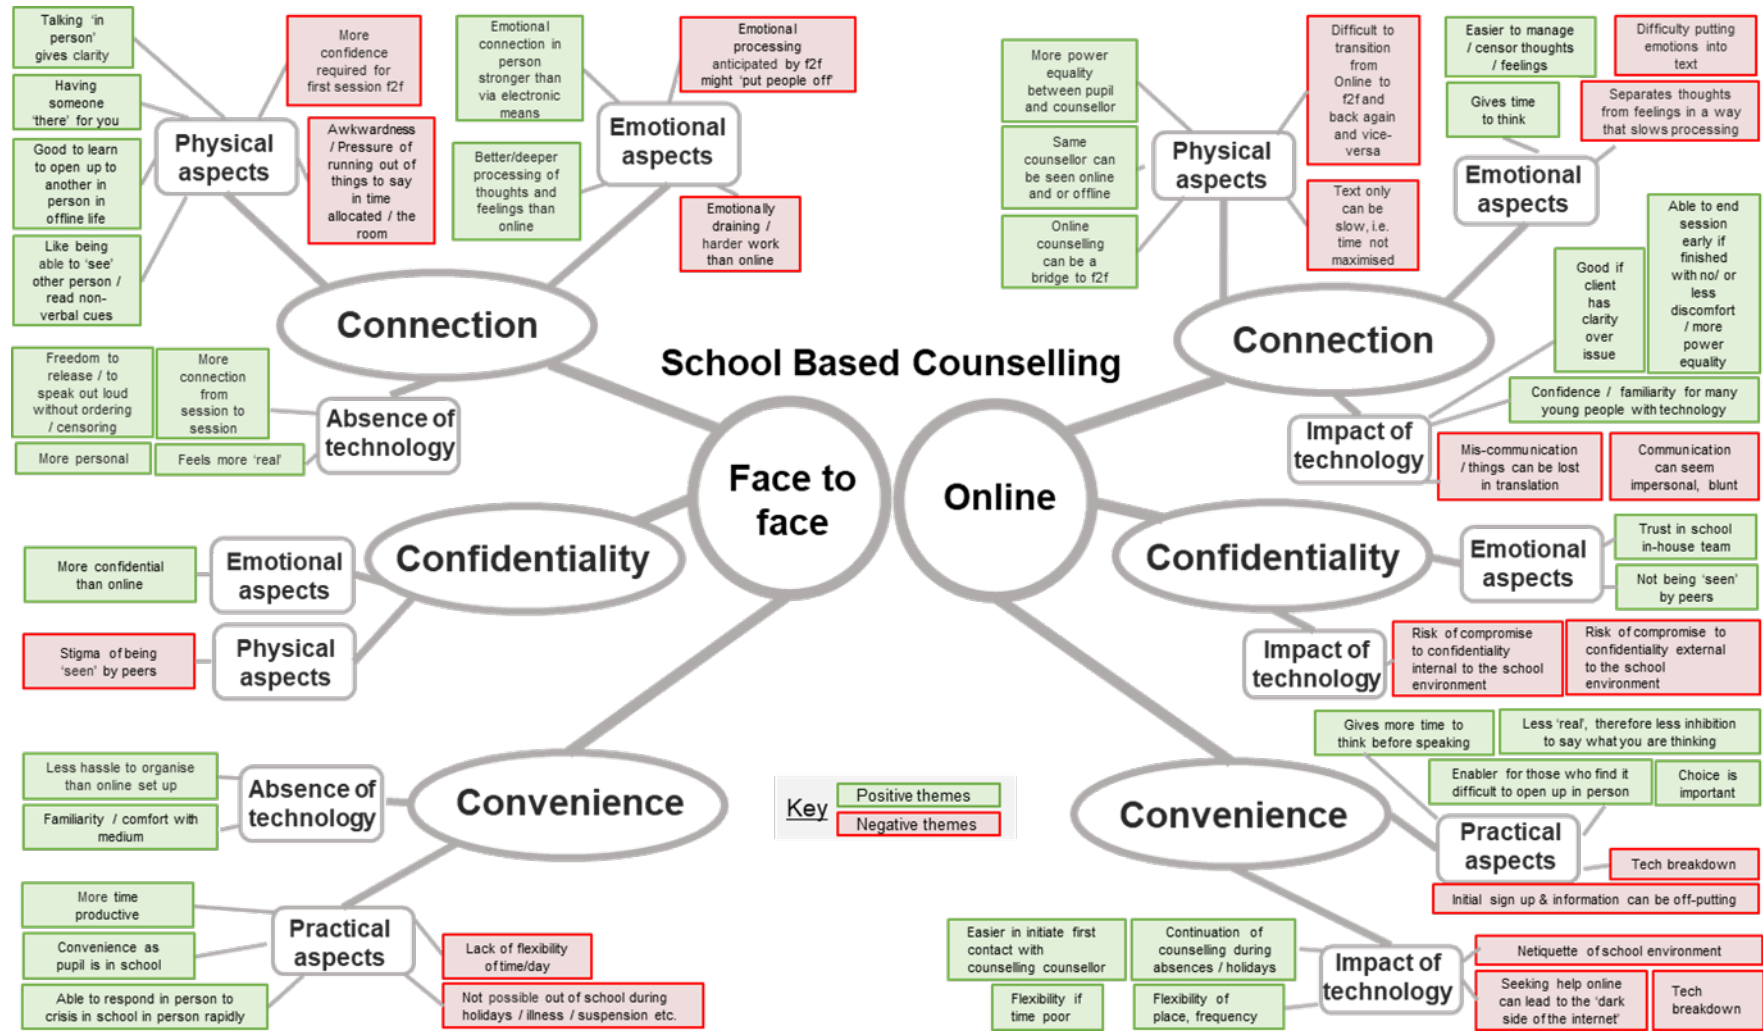 Talking ‘in
person’
gives clarity
Having
someone
‘there’ for you
Good to learn
to open up to
another in
person in
offline life
Like being
able to ‘see’
other person /
read non-
verbal cues
Physical
aspects
More
confidence
required for
first session f2f
Awkwardness
/ Pressure of
running out of
things to say
in time
allocated / the
room
Emotional
connection in
person
stronger than
via electronic
means
Better/deeper
processing of
thoughts and
feelings than
online
Emotional
aspects
Emotional
processing
anticipated by f2f
might ‘put people off’
Emotionally
draining /
harder work
than online
Connection
Freedom to
release / to
speak out loud
without ordering
/ censoring
More
connection
from
session to
session
More personal
Feels more ‘real’
Absence of
technology
School Based Counselling
Face to
face
Online
More power
equality
between pupil
and counsellor
Same
counsellor can
be seen online
and or offline
Online
counselling
can be a
bridge to f2f
Physical
aspects
Difficult to
transition
from
Online to
f2f and
back again
and vice-
versa
Text only
can be
slow, i.e.
time not
maximised
Easier to manage
/ censor thoughts
/ feelings
Gives time
to think
Difficulty putting
emotions into
text
Separates thoughts
from feelings in a way
that slows processing
Emotional
aspects
Connection
Good if
client
has
clarity
over
issue
Able to end
session
early if
finished
with no/ or
less
discomfort
/ more
power
equality
Confidence / familiarity for many
young people with technology
Impact of
technology
Mis-communication
/ things can be lost
in translation
Communication
can seem
impersonal, blunt
Confidentiality
Emotional
aspects
More confidential
than online
Physical
aspects
Stigma of being
‘seen’ by peers
Confidentiality
Emotional
aspects
Trust in school
in-house team
Not being ‘seen’
by peers
Impact of
technology
Risk of compromise
to confidentiality
internal to the school
environment
Risk of compromise to
confidentiality external
to the school
environment
Convenience
Less hassle to organise
than online set up
Familiarity / comfort with
medium
Absence of
technology
More time
productive
Convenience as
pupil is in school
Able to respond in person to
crisis in school in person rapidly
Practical
aspects
Lack of flexibility
of time/day
Not possible out of school during
holidays / illness / suspension etc.
Key
Positive themes
Negative themes
Convenience
Gives more time to
think before speaking
Less ‘real’, therefore less inhibition
to say what you are thinking
Enabler for those who find it
difficult to open up in person
Choice is
important
Practical
aspects
Tech breakdown
Initial sign up & information can be off-putting
Easier in initiate first
contact with
counselling counsellor
Continuation of
counselling during
absences / holidays
Flexibility if
time poor
Flexibility of
place, frequency
Impact of
technology
Netiquette of school environment
Seeking help online
can lead to the ‘dark
side of the internet’
Tech
breakdown